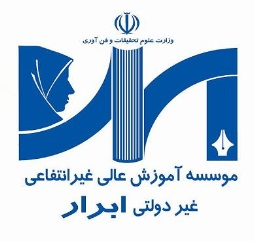 وزارت علوم تحقیقات و فن آوری
موسسه آموزش عالی غیرانتفاعی
غیر دولتی ابرار